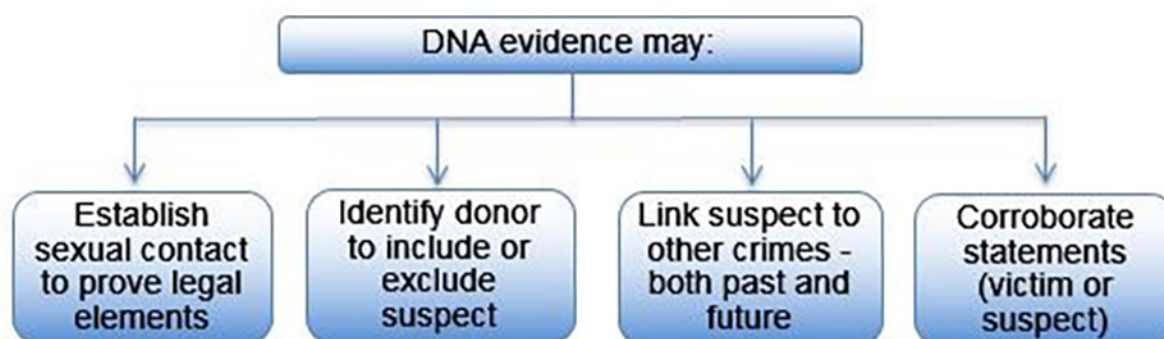 DNA evidence may:
Establish
sexual contact
to prove legal
elements
Identify donor
to include or
exclude
suspect
Link suspect to
other crimes -
both past and
future
Corroborate
statements
(victim or
suspect)